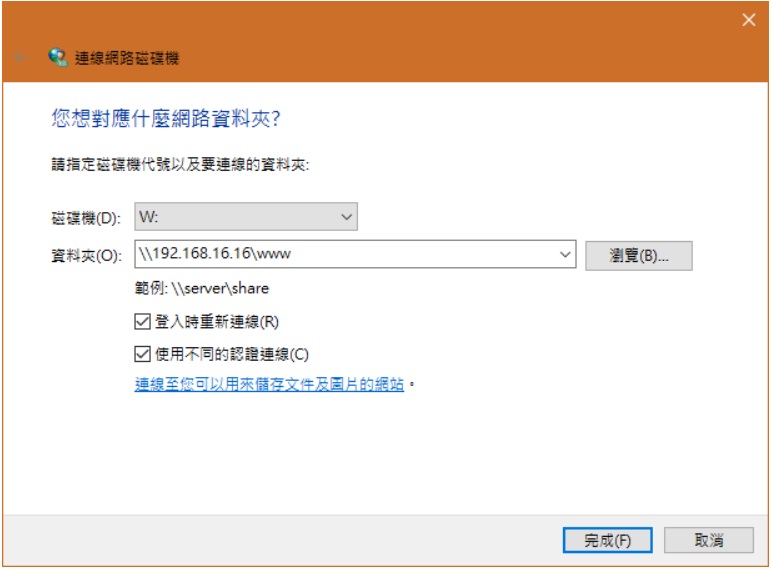 連線網路磁碟機
您想對應什麼網路資料夾?
請指定磁碟機代號以及要連線的資料夾:
磁碟機(D): W:
資料夾(O): \\192.168.16.16\www 瀏覽(B)...
範例: \\server\share
登入時重新連線(R)
使用不同的認證連線(C)
連線至您可以用來儲存文件及圖片的網站。
完成(F) 取消